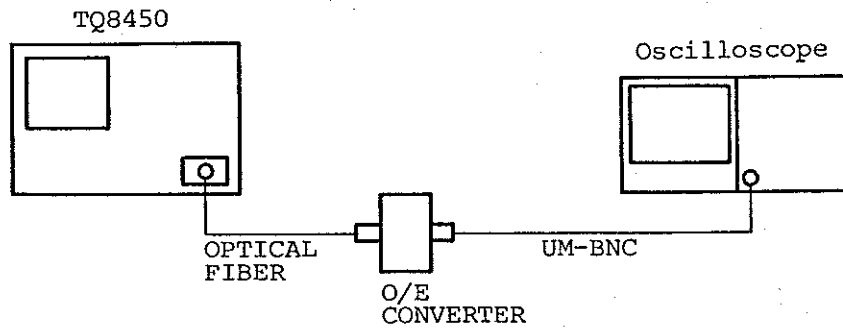 TQ8450
Oscilloscope
OPTICAL
FIBER
UM-BNC
O/E
CONVERTER